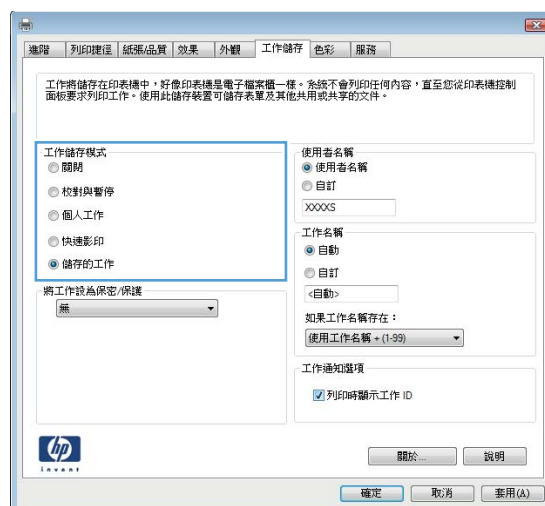 進階 列印捷徑 紙張/品質 效果 外觀 工作儲存 色彩 服務
工作將儲存在印表機中，好像印表機是電子檔案櫃一樣。系統不會列印任何內容，直至您從印表機控制
面板要求列印工作。使用此儲存裝置可儲存表單及其他共用或共享的文件。
工作儲存模式
關閉
校對與暫停
個人工作
快速影印
儲存的工作
將工作設為保密/保護
無
使用者名稱
使用者名稱
自訂
XXXXS
工作名稱
自動
自訂
<自動>
如果工作名稱存在：
使用工作名稱 + (1-99)
工作通知選項
列印時顯示工作 ID
hp
invent
關於...
說明
確定
取消
套用(A)